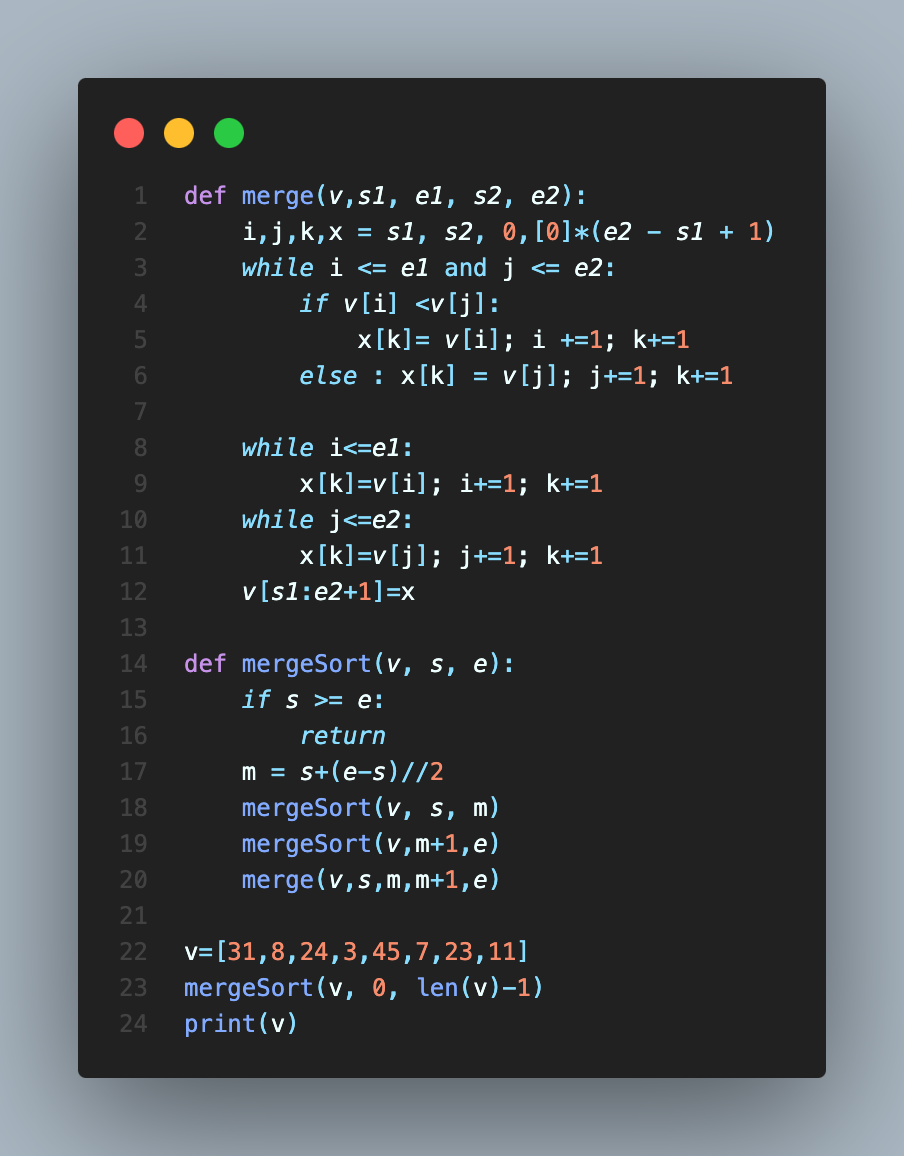 1 def merge(v,s1, e1, s2, e2):
2     i,j,k,x = s1, s2, 0,[0]*(e2 - s1 + 1)
3     while i <= e1 and j <= e2:
4         if v[i] <v[j]:
5             x[k]= v[i]; i +=1; k+=1
6         else : x[k] = v[j]; j+=1; k+=1
7
8     while i<=e1:
9         x[k]=v[i]; i+=1; k+=1
10     while j<=e2:
11         x[k]=v[j]; j+=1; k+=1
12     v[s1:e2+1]=x
13
14 def mergeSort(v, s, e):
15     if s >= e:
16         return
17     m = s+(e-s)//2
18     mergeSort(v, s, m)
19     mergeSort(v,m+1,e)
20     merge(v,s,m,m+1,e)
21
22 v=[31,8,24,3,45,7,23,11]
23 mergeSort(v, 0, len(v)-1)
24 print(v)